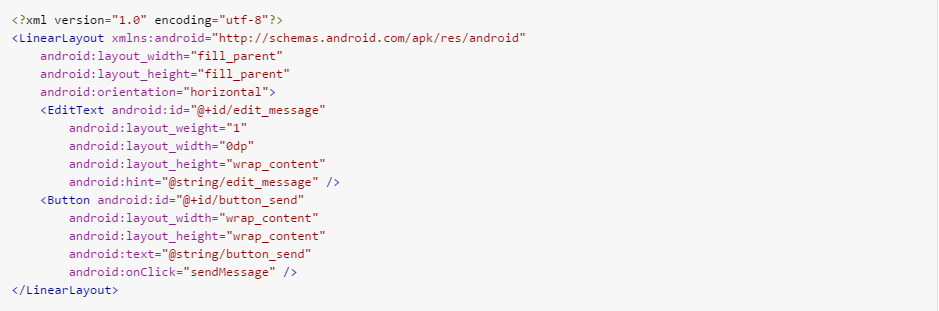 <?xml version="1.0" encoding="utf-8"?>
<LinearLayout xmlns:android="http://schemas.android.com/apk/res/android"
    android:layout_width="fill_parent"
    android:layout_height="fill_parent"
    android:orientation="horizontal">
    <EditText android:id="@+id/edit_message"
        android:layout_weight="1"
        android:layout_width="0dp"
        android:layout_height="wrap_content"
        android:hint="@string/edit_message" />
    <Button android:id="@+id/button_send"
        android:layout_width="wrap_content"
        android:layout_height="wrap_content"
        android:text="@string/button_send"
        android:onClick="sendMessage" />
</LinearLayout>